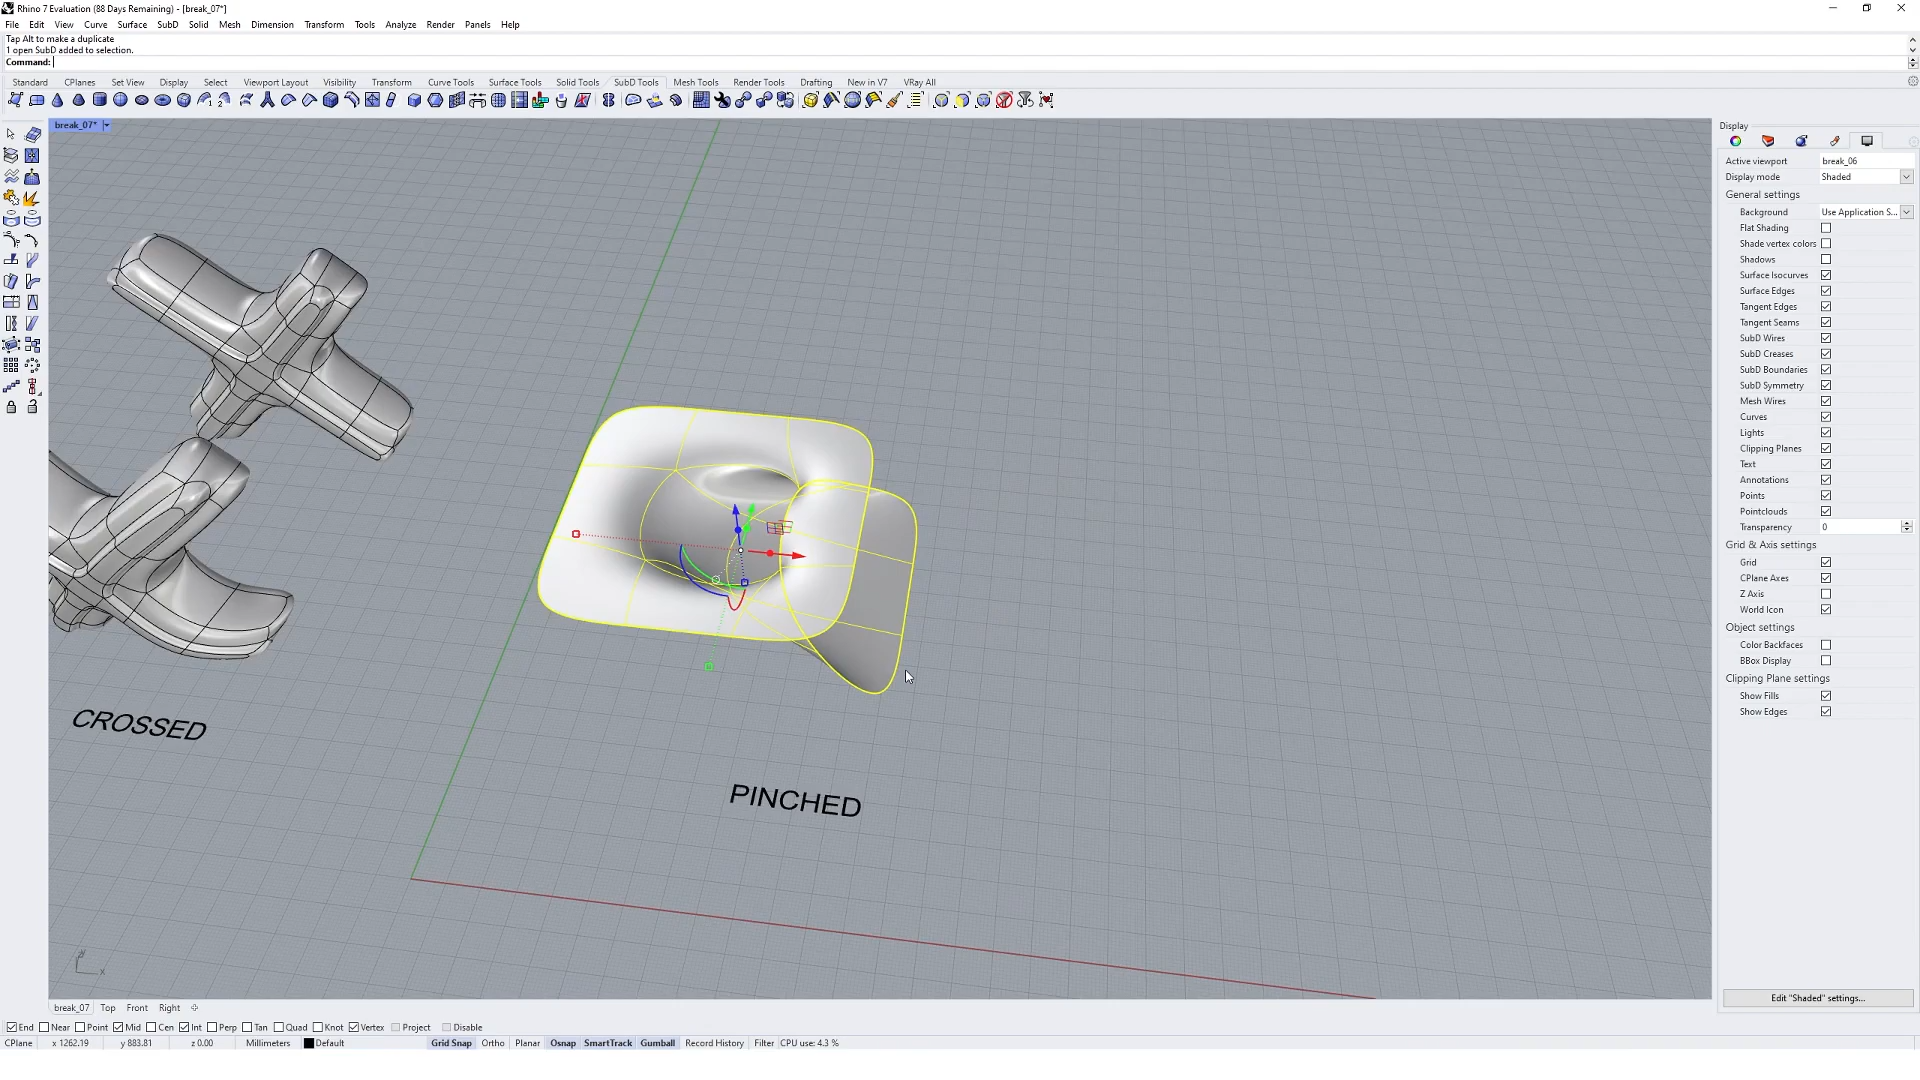 Rhino 7 Evaluation (88 Days Remaining) - [break_07*]
File Edit View Curve Surface SubD Solid Mesh Dimension Transform Tools Analyze Render Panels Help
Tap Alt to make a duplicate
1 open SubD added to selection.
Command:
Standard CPlanes Set View Display Select Viewport Layout Visibility Transform Curve Tools Surface Tools Solid Tools SubD Tools Mesh Tools Render Tools Drafting New in V7 VRay All
break_07*
CROSSED
PINCHED
y
x
Display
Active viewport break_06
Display mode Shaded
General settings
Background Use Application S...
Flat Shading
Shade vertex colors
Shadows
Surface Isocurves
Surface Edges
Tangent Edges
Tangent Seams
SubD Wires
SubD Creases
SubD Boundaries
SubD Symmetry
Mesh Wires
Curves
Lights
Clipping Planes
Text
Annotations
Points
Pointclouds
Transparency 0
Grid & Axis settings
Grid
CPlane Axes
Z Axis
World Icon
Object settings
Color Backfaces
BBox Display
Clipping Plane settings
Show Fills
Show Edges
Edit "Shaded" settings...
break_07 Top Front Right
End Near Point Mid Cen Int Perp Tan Quad Knot Vertex Project Disable
CPlane x 1262.19 y 883.81 z 0.00 Millimeters Default Grid Snap Ortho Planar Osnap SmartTrack Gumball Record History Filter CPU use: 4.3 %